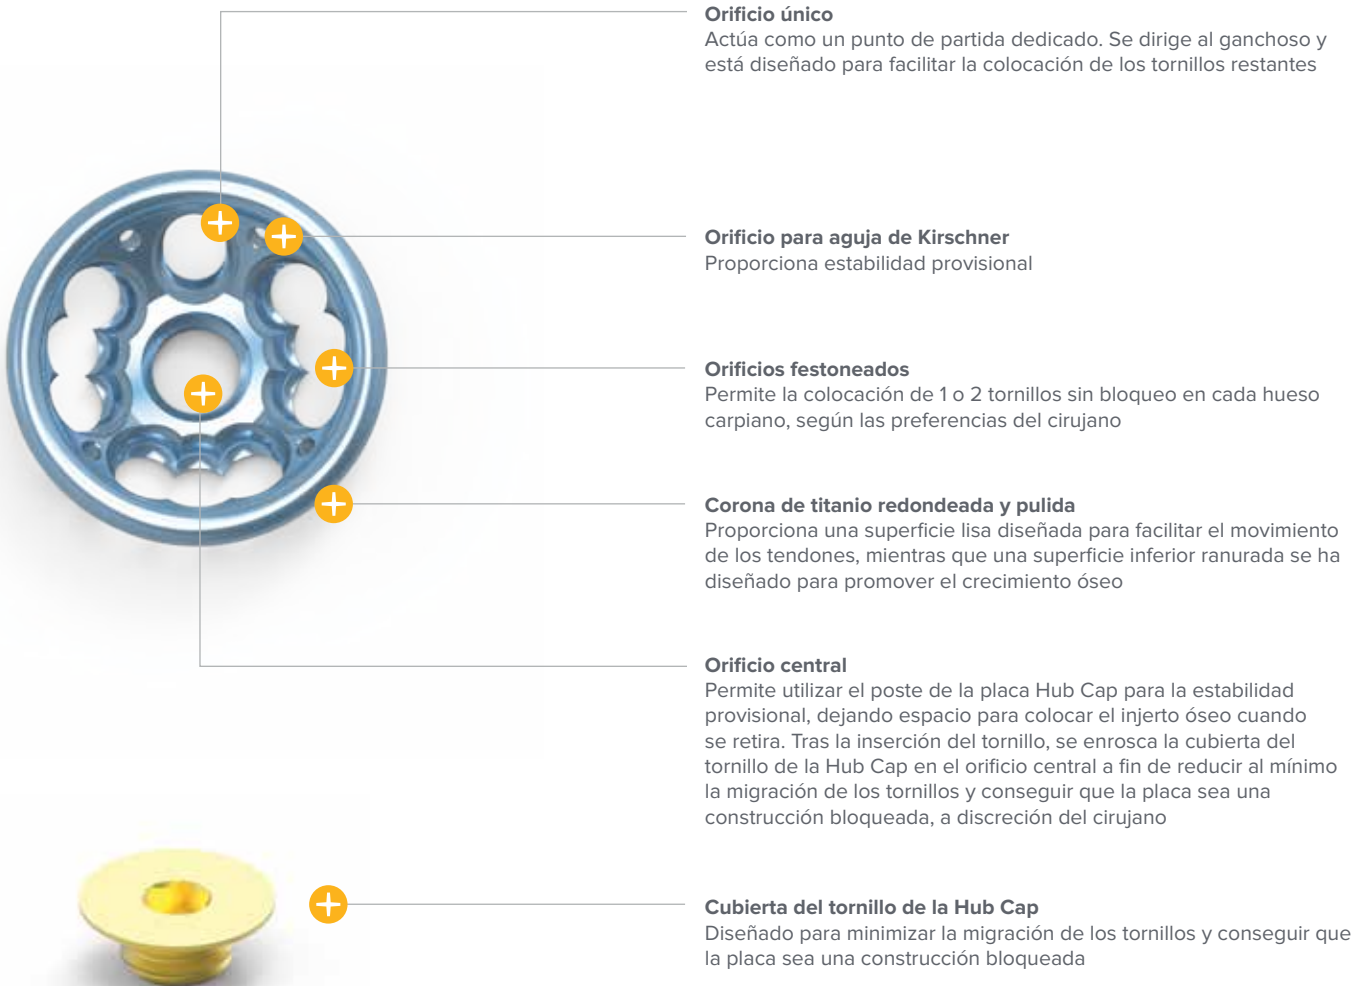 Orificio único
Actúa como un punto de partida dedicado. Se dirige al ganchoso y
está diseñado para facilitar la colocación de los tornillos restantes
Orificio para aguja de Kirschner
Proporciona estabilidad provisional
Orificios festoneados
Permite la colocación de 1 o 2 tornillos sin bloqueo en cada hueso
carpiano, según las preferencias del cirujano
Corona de titanio redondeada y pulida
Proporciona una superficie lisa diseñada para facilitar el movimiento
de los tendones, mientras que una superficie inferior ranurada se ha
diseñado para promover el crecimiento óseo
Orificio central
Permite utilizar el poste de la placa Hub Cap para la estabilidad
provisional, dejando espacio para colocar el injerto óseo cuando
se retira. Tras la inserción del tornillo, se enrosca la cubierta del
tornillo de la Hub Cap en el orificio central a fin de reducir al mínimo
la migración de los tornillos y conseguir que la placa sea una
construcción bloqueada, a discreción del cirujano
Cubierta del tornillo de la Hub Cap
Diseñado para minimizar la migración de los tornillos y conseguir que
la placa sea una construcción bloqueada